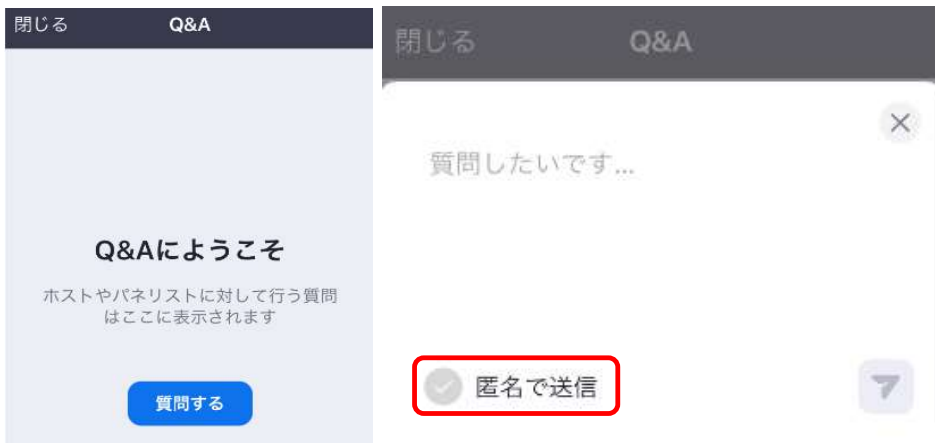 閉じる
Q&A
Q&Aにようこそ
ホストやパネリストに対して行う質問
はここに表示されます
質問する
閉じる
Q&A
質問したいです...
匿名で送信